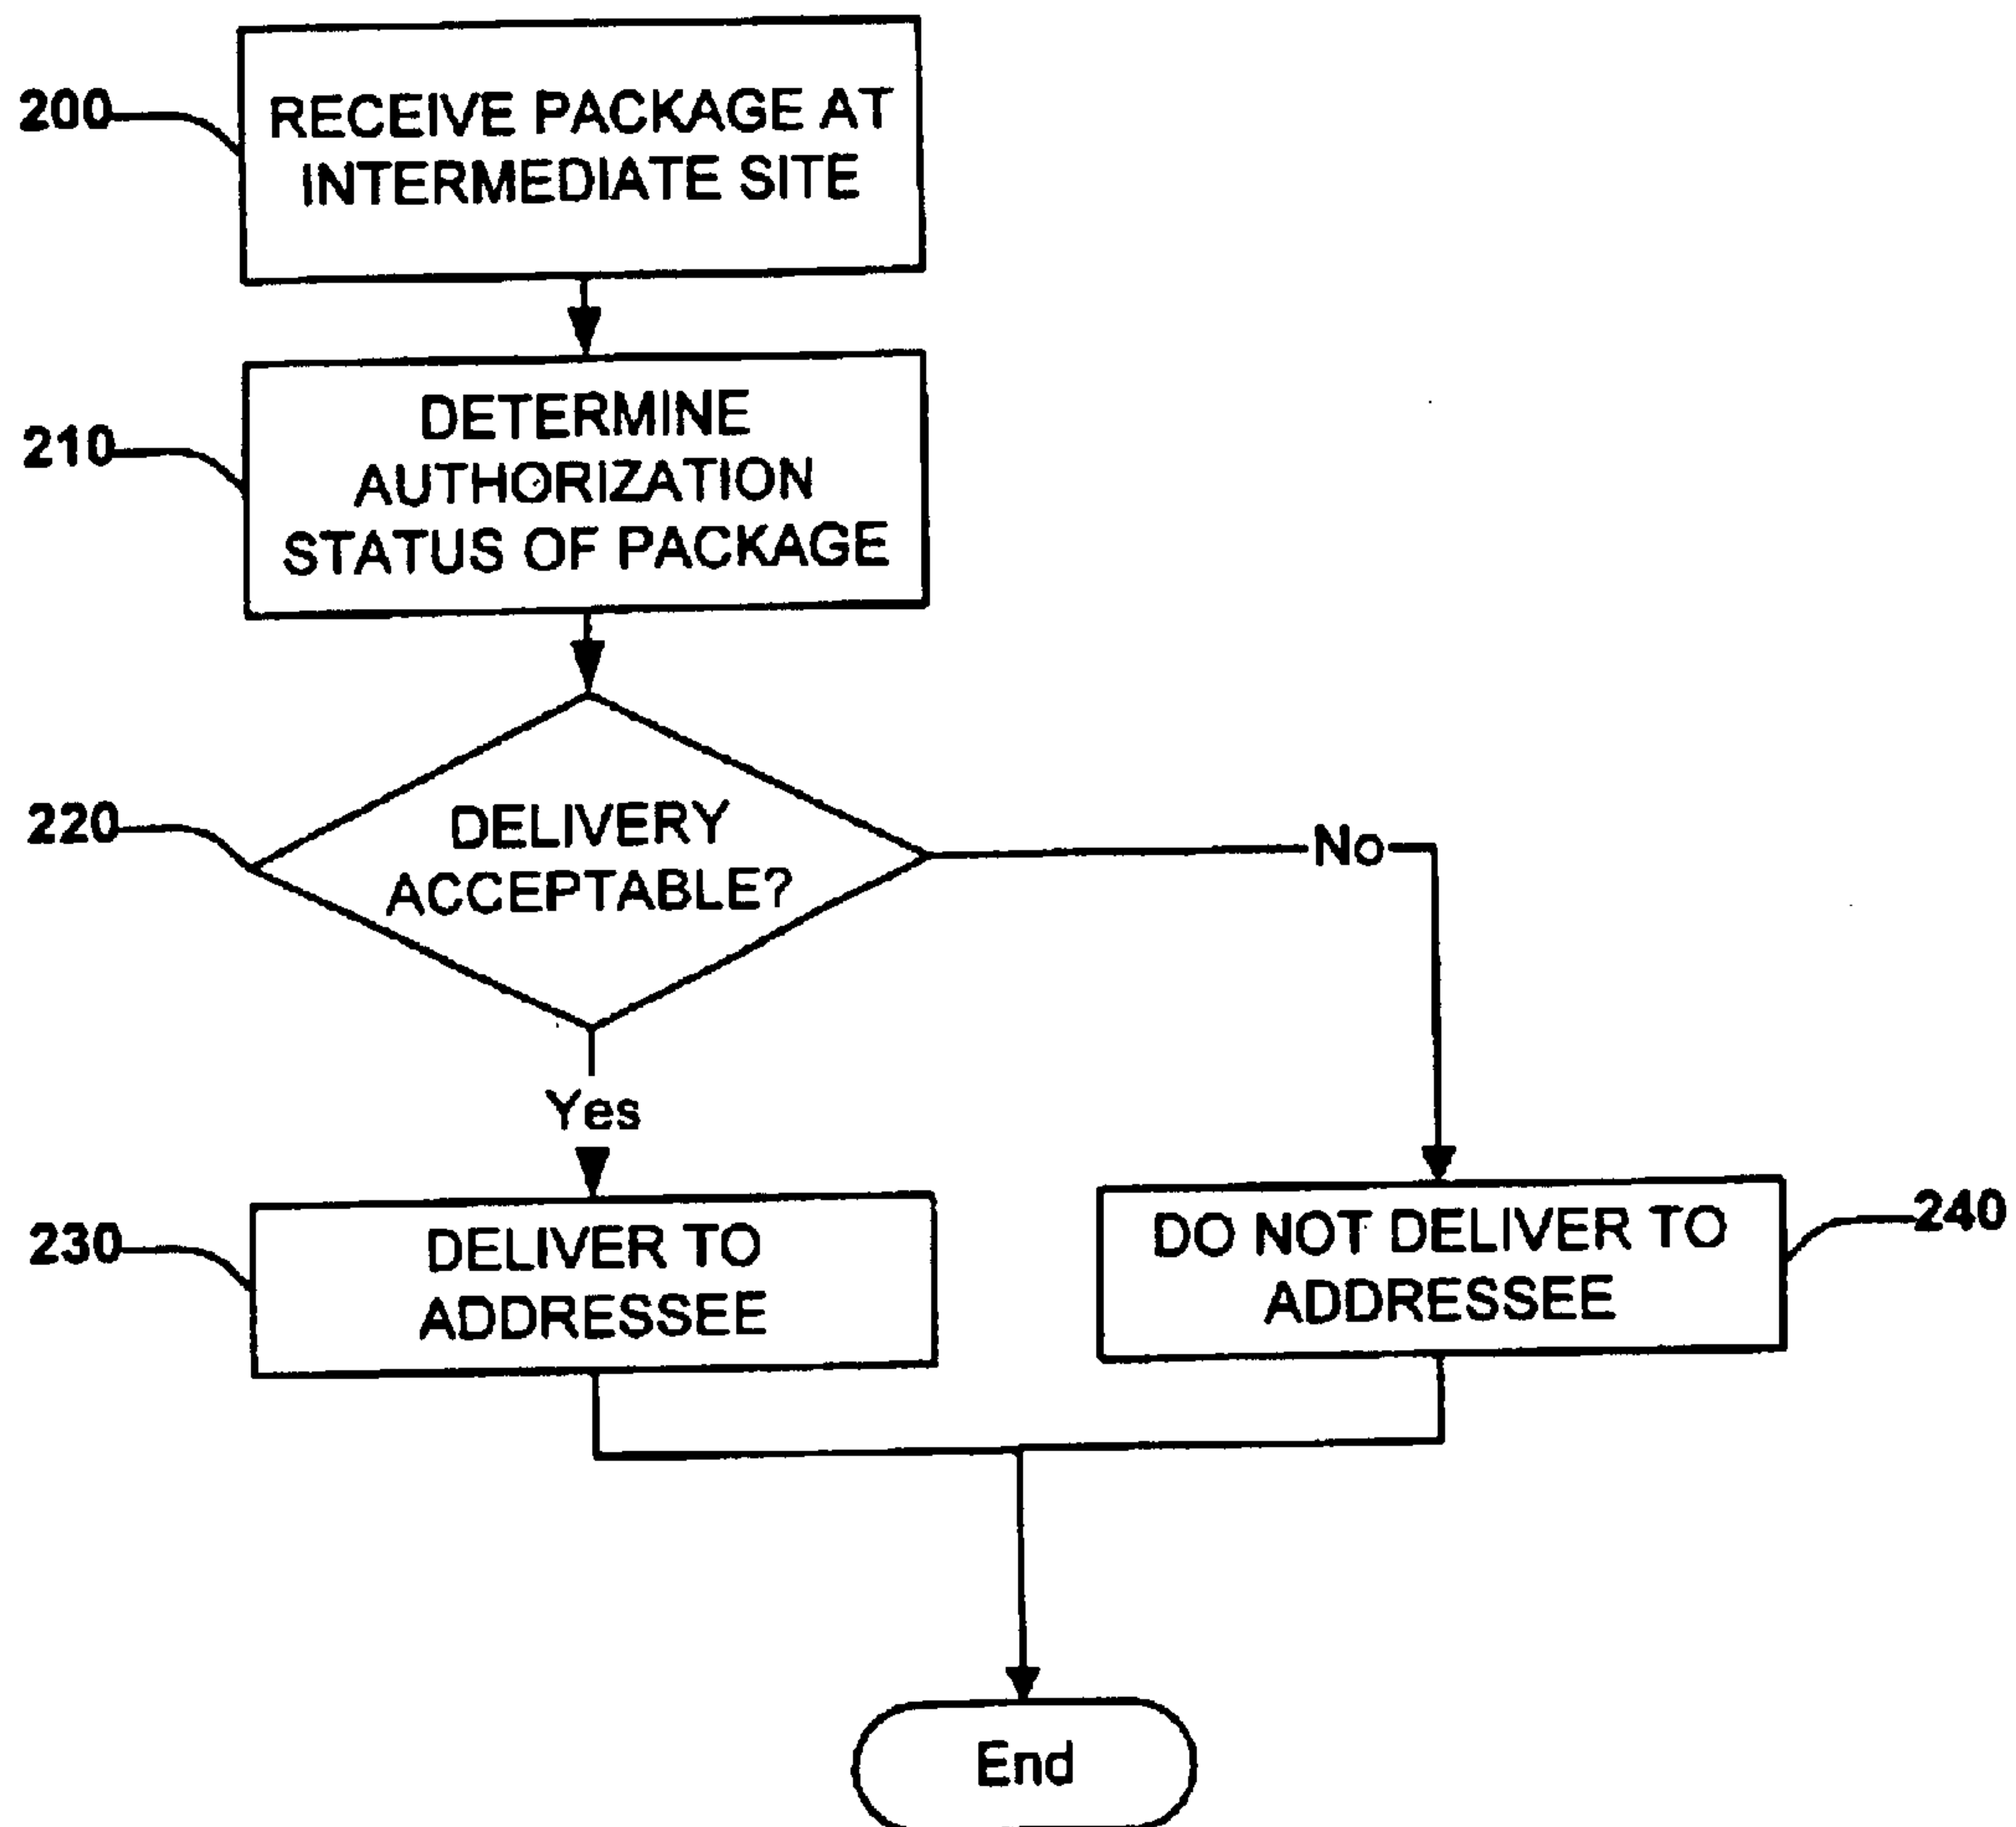 200
RECEIVE PACKAGE AT
INTERMEDIATE SITE
210
DETERMINE
AUTHORIZATION
STATUS OF PACKAGE
220
DELIVERY
ACCEPTABLE?
No
Yes
230
DELIVER TO
ADDRESSEE
DO NOT DELIVER TO
ADDRESSEE
240
End